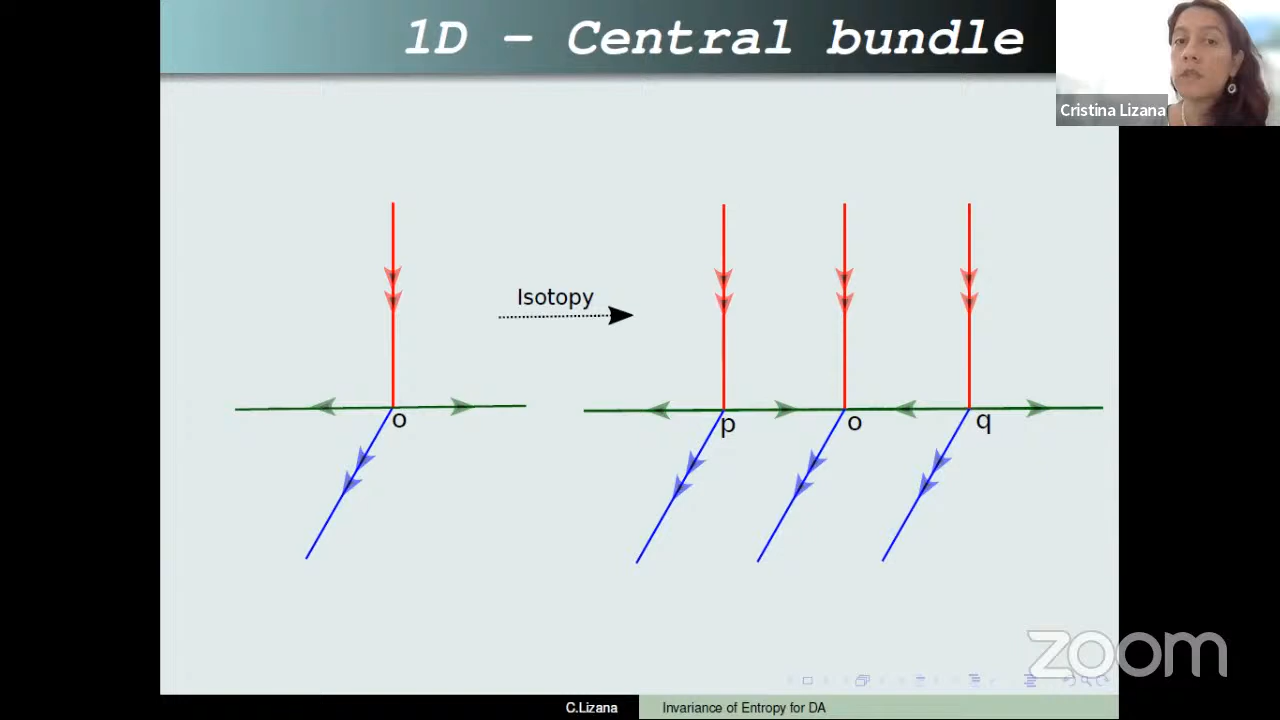 1D - Central bundle
Cristina Lizana
Isotopy
o
p
o
q
zoom
C.Lizana
Invariance of Entropy for DA